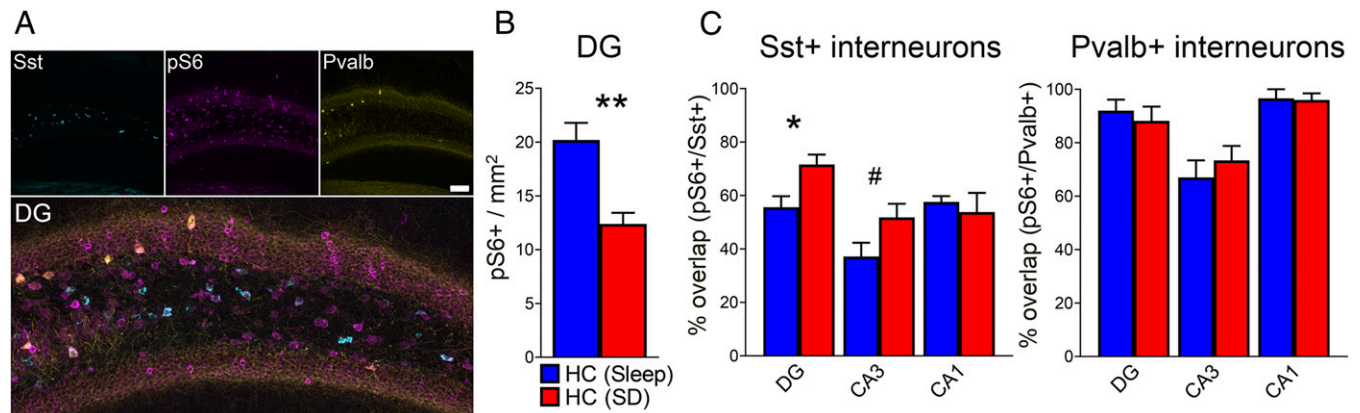 A
Sst
pS6
Pvalb
DG
B
DG
pS6+ / mm²
25
20
15
10
5
0
**
HC (Sleep)
HC (SD)
C
Sst+ interneurons
% overlap (pS6+/Sst+)
100
80
60
40
20
0
*
#
DG
CA3
CA1
Pvalb+ interneurons
% overlap (pS6+/Pvalb+)
100
80
60
40
20
0
DG
CA3
CA1